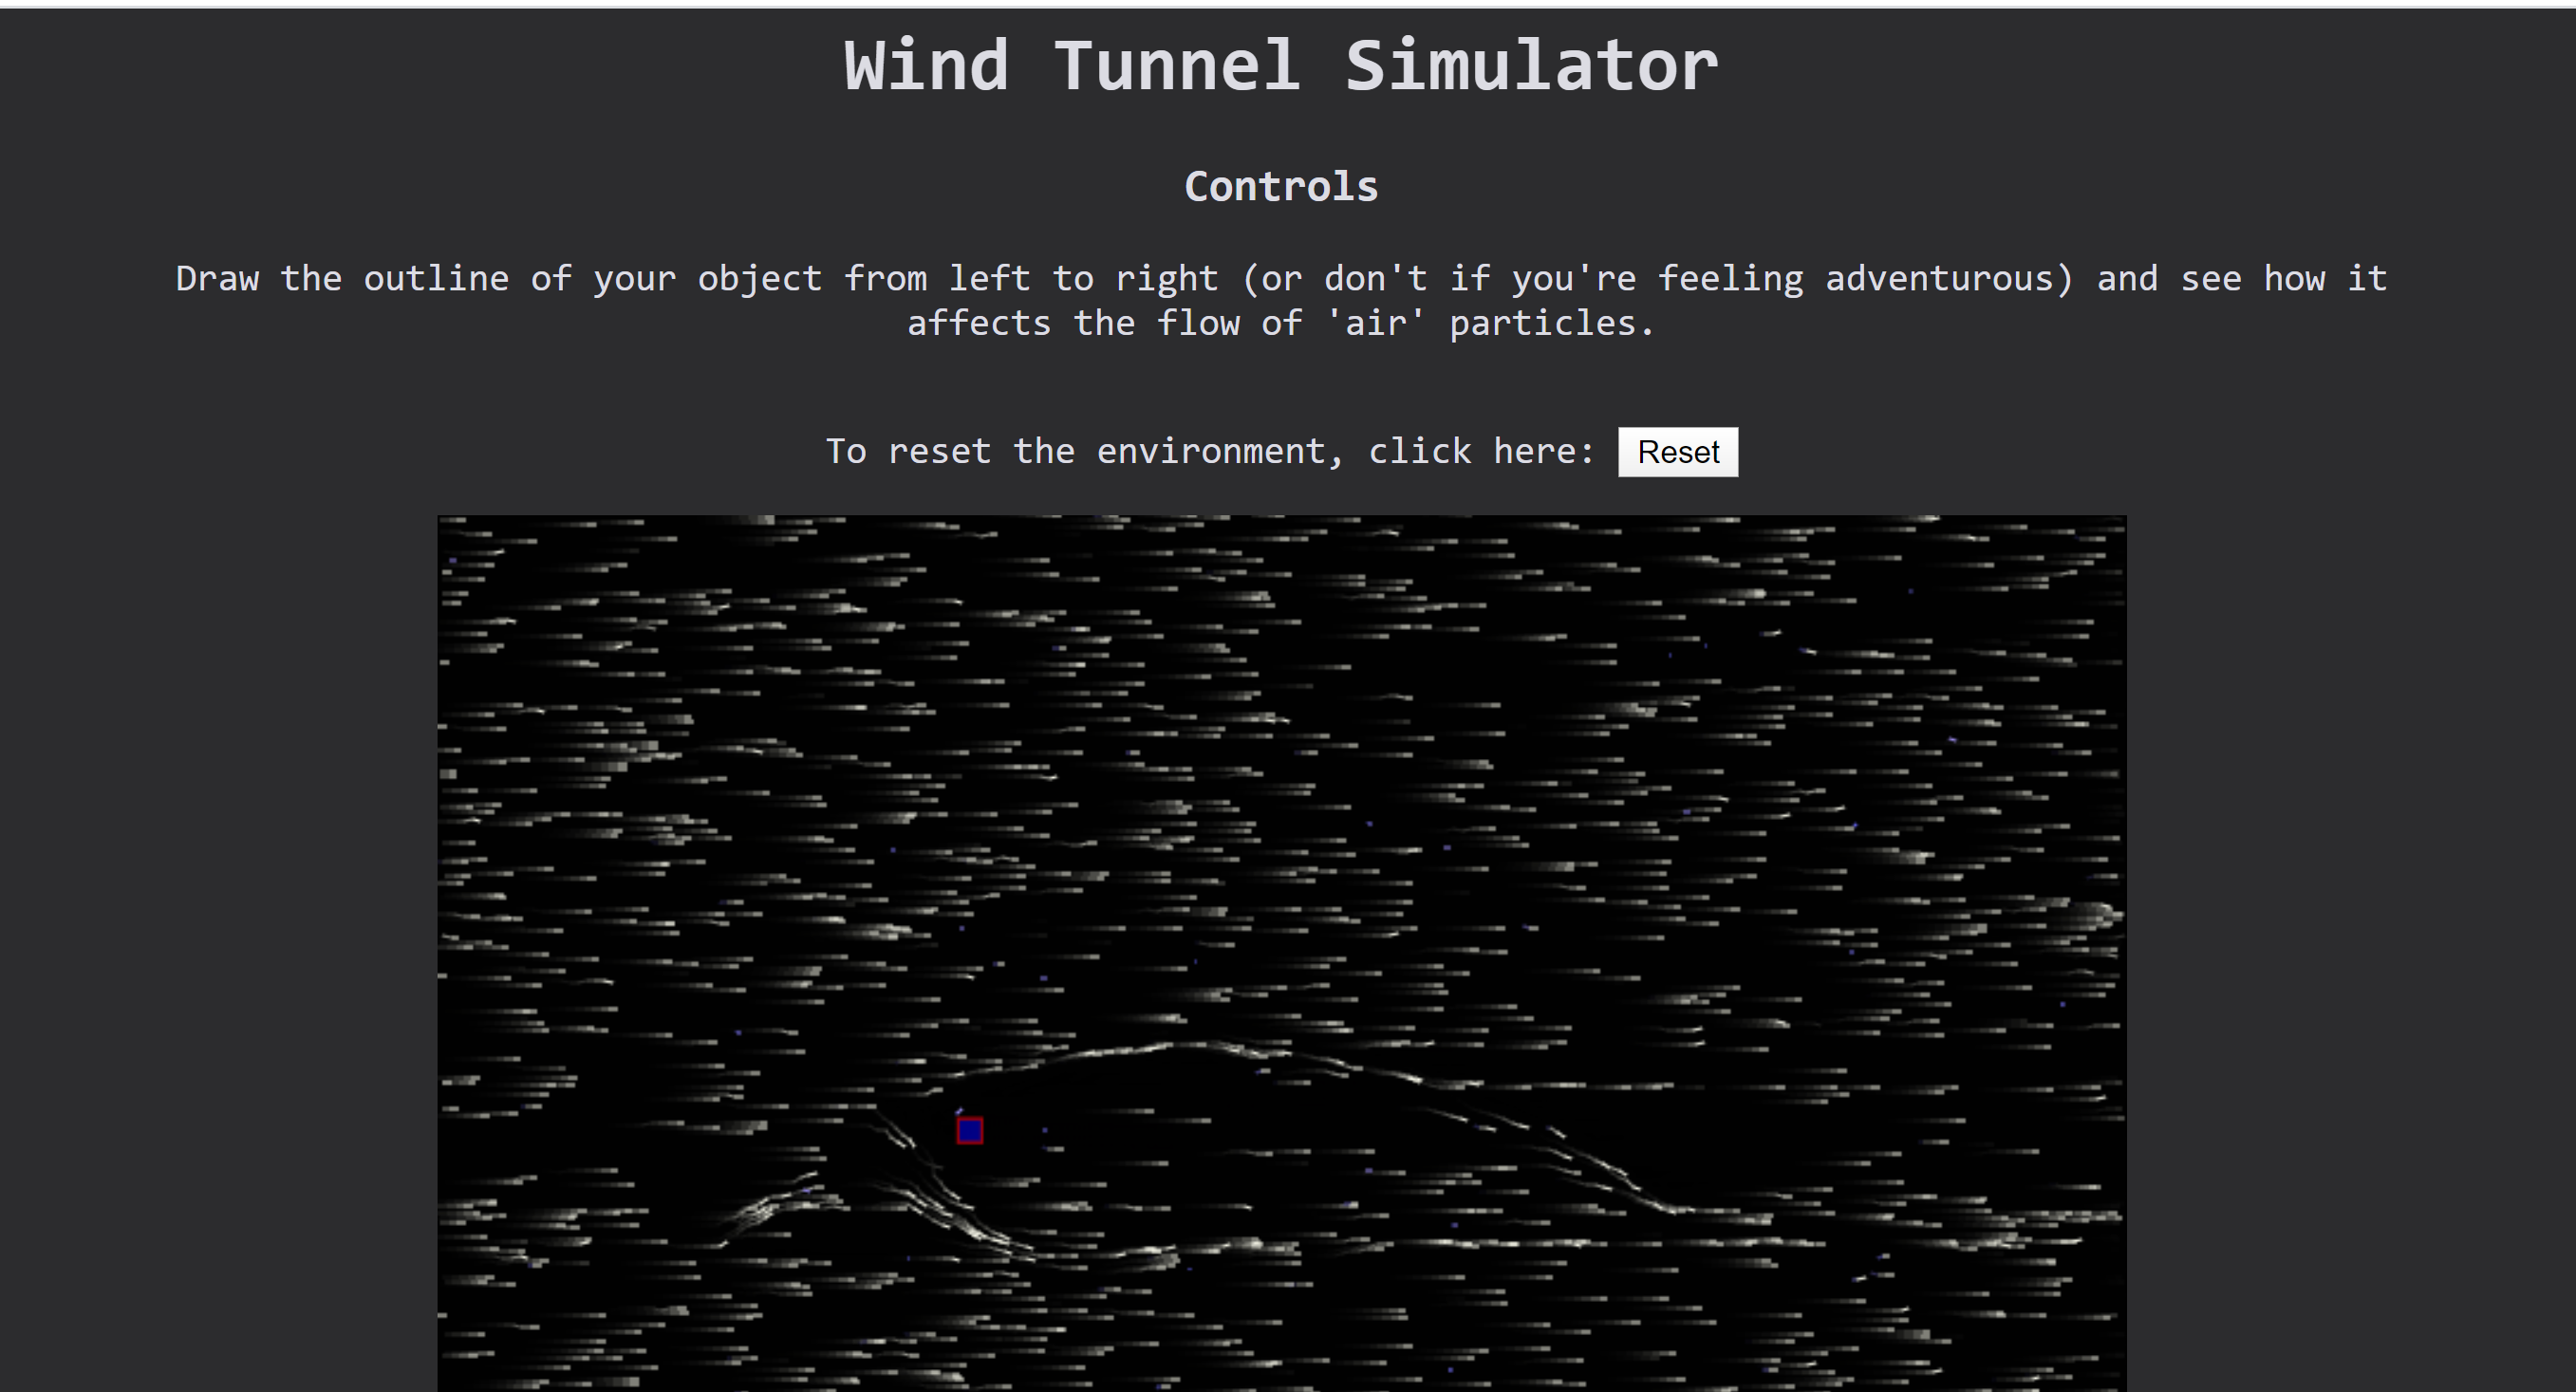 Wind Tunnel Simulator
Controls
Draw the outline of your object from left to right (or don't if you're feeling adventurous) and see how it
affects the flow of 'air' particles.
To reset the environment, click here: Reset